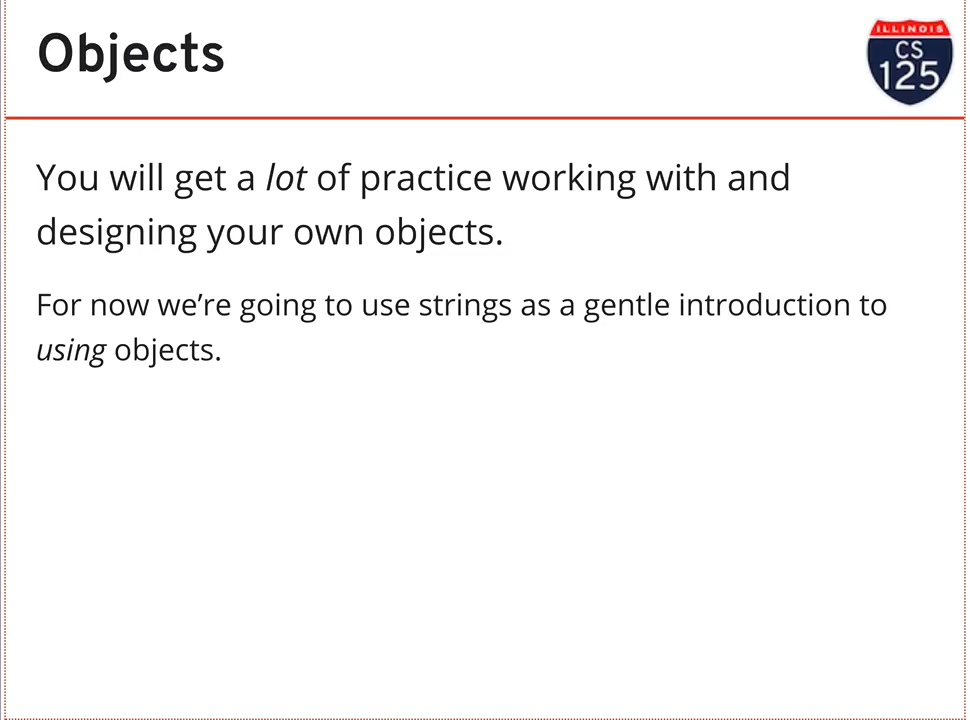 Objects
ILLINOIS
CS
125
You will get a lot of practice working with and
designing your own objects.
For now we’re going to use strings as a gentle introduction to
using objects.